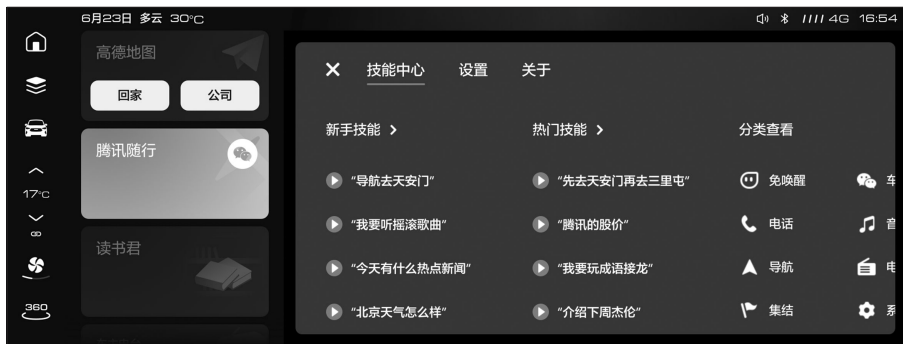 6月23日 多云 30°C
4G 16:54
高德地图
回家 公司
腾讯随行
读书君
17°C
360
技能中心 设置 关于
新手技能 >
"导航去天安门"
"我要听摇滚歌曲"
"今天有什么热点新闻"
"北京天气怎么样"
热门技能 >
"先去天安门再去三里屯"
"腾讯的股价"
"我要玩成语接龙"
"介绍下周杰伦"
分类查看
免唤醒 车
电话 音
导航 电
集结 系